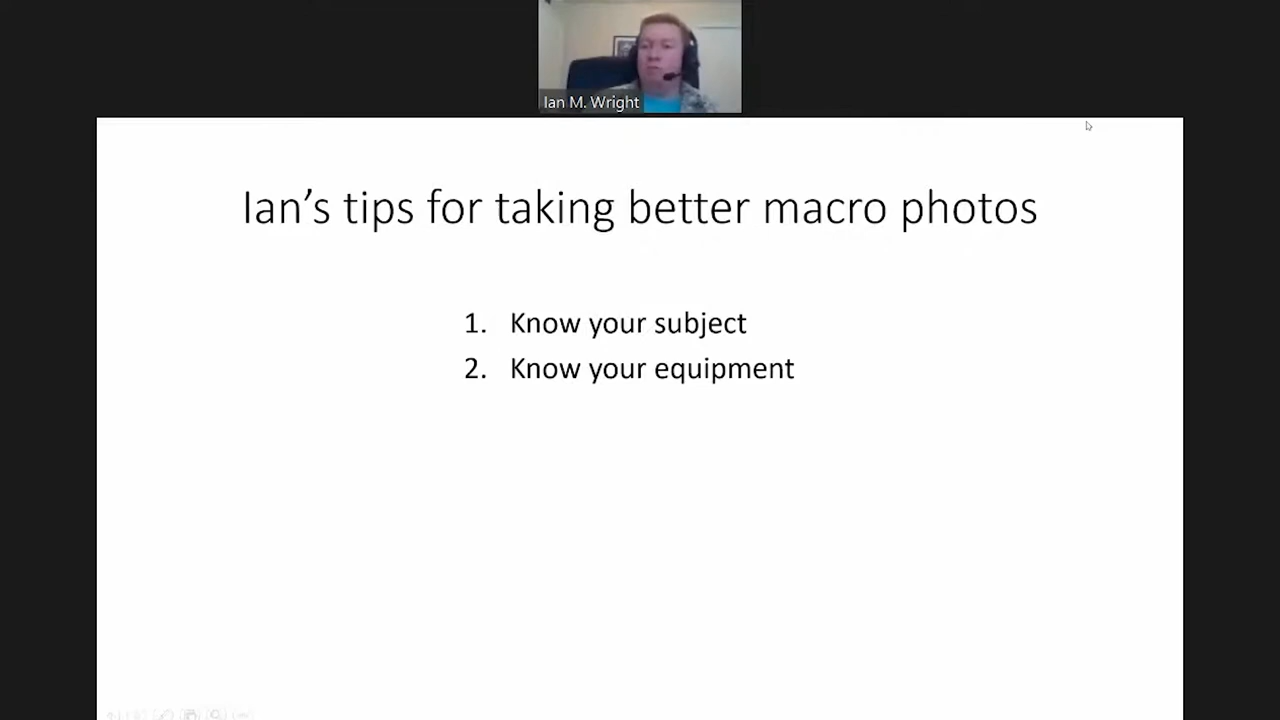 Ian M. Wright
Ian's tips for taking better macro photos
1. Know your subject
2. Know your equipment